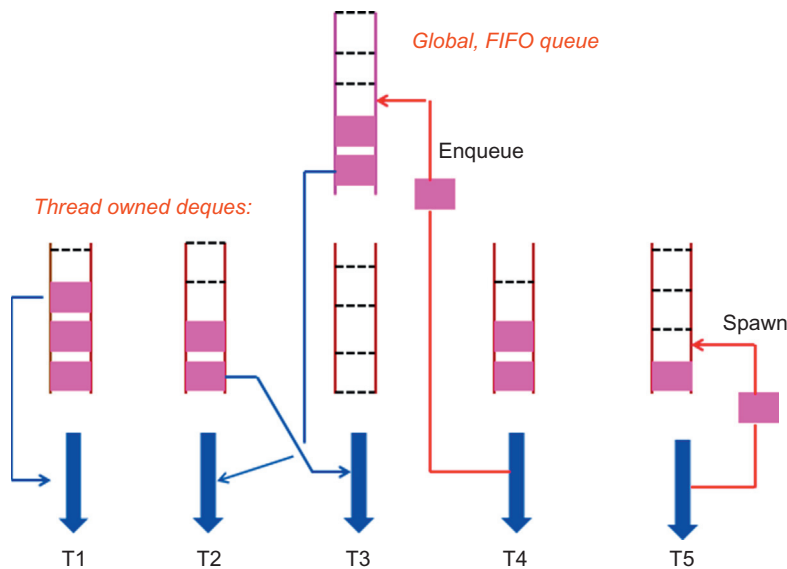 Global, FIFO queue
Enqueue
Thread owned deques:
Spawn
T1 T2 T3 T4 T5